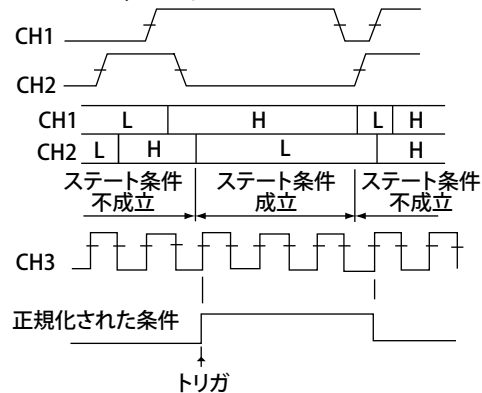 CH1
CH2
CH1 L H L H
CH2 L H L H
ステート条件 ステート条件 ステート条件
不成立 成立 不成立
CH3
正規化された条件
トリガ